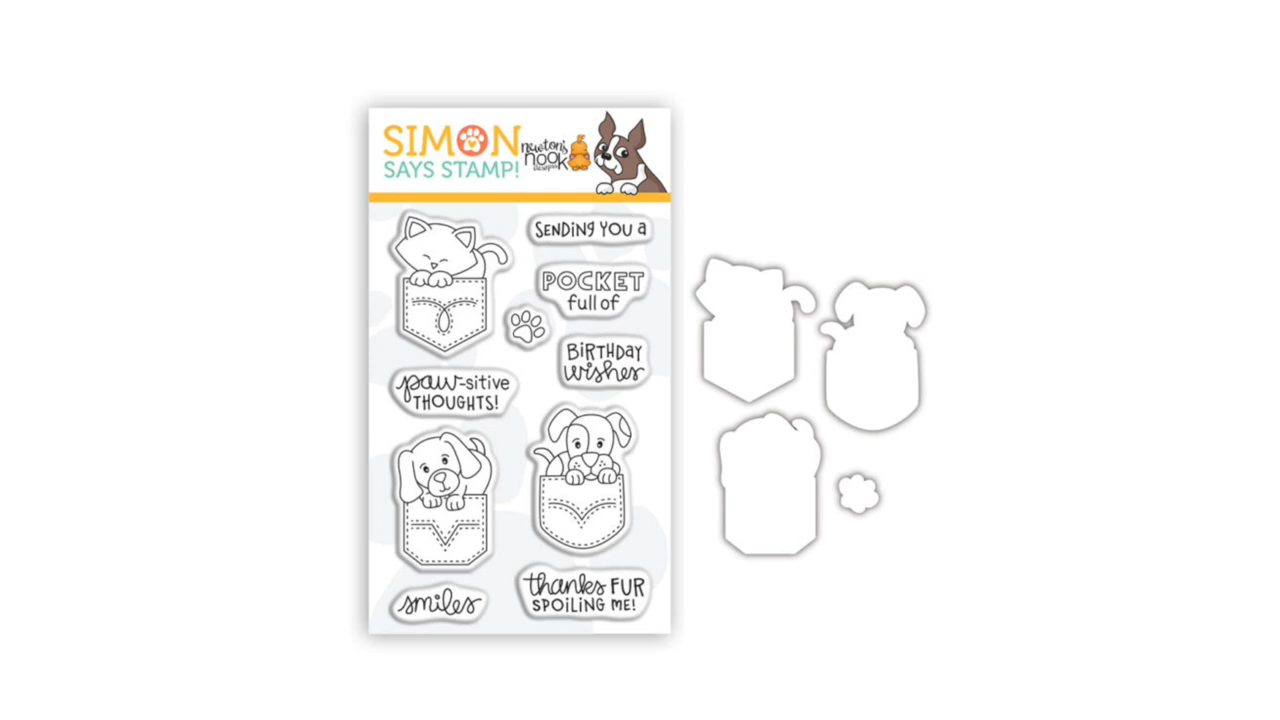 SIMON
SAYS STAMP!
newton's
nook
designs
SENDING YOU a
POCKET
full of
BIRTHDAY
wishes
paw-sitive
THOUGHTS!
smiles
thanks FUR
SPOILING ME!